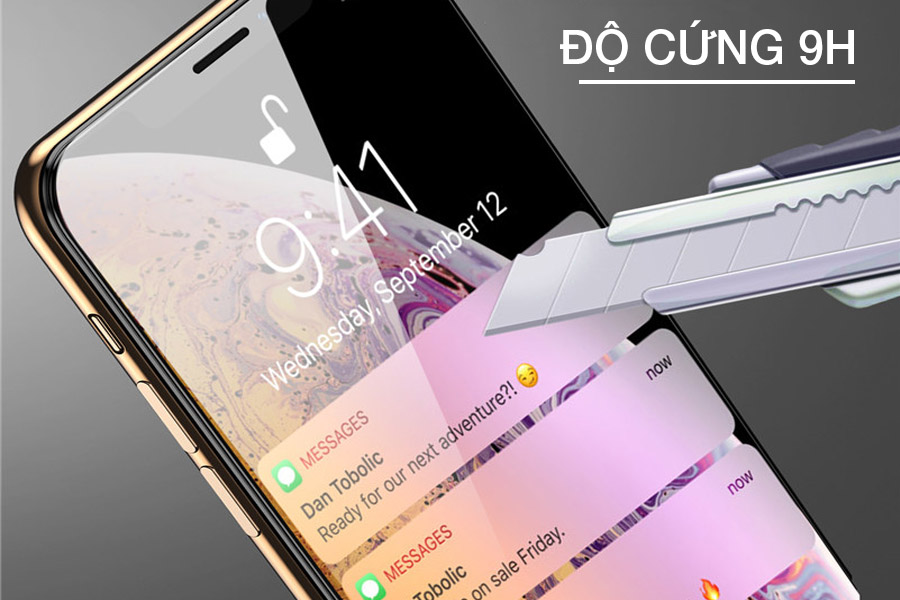 ĐỘ CỨNG 9H
9:41
Wednesday, September 12
MESSAGES
now
Dan Tobolic
Ready for our next adventure?! 😏
MESSAGES
now
Tobolic
on sale Friday. 🔥